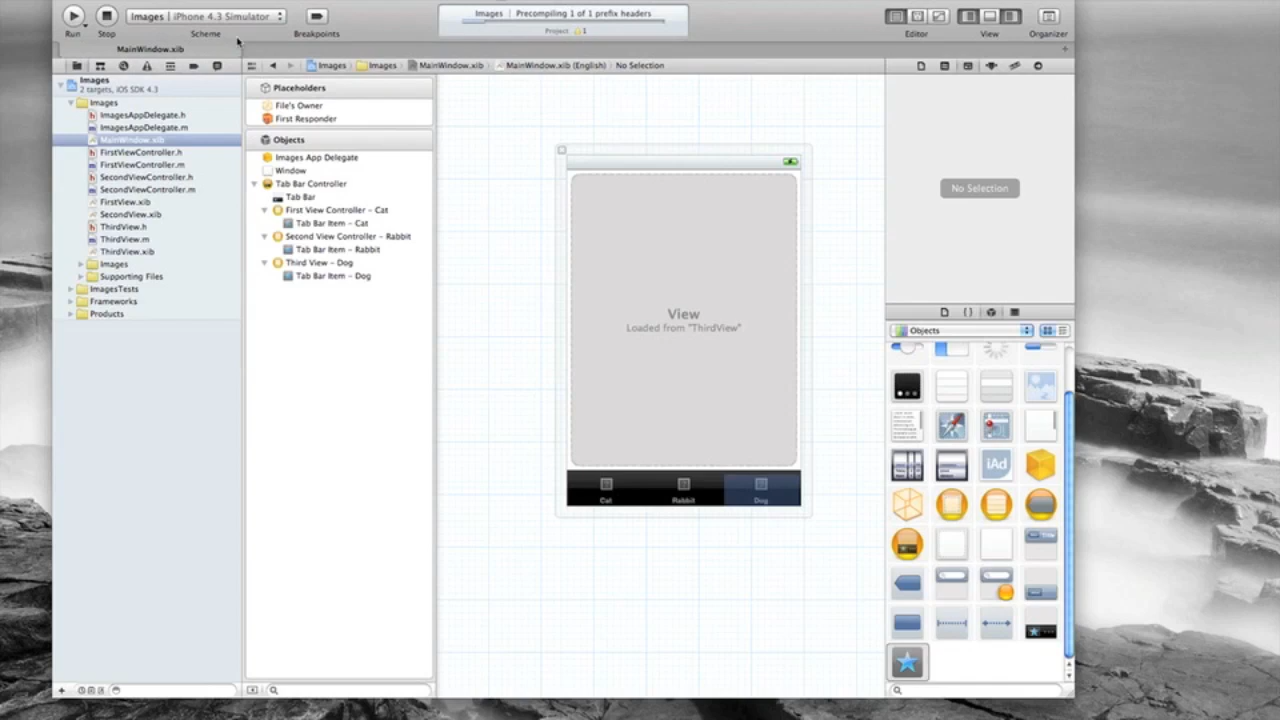 Images | iPhone 4.3 Simulator
Images | Precompiling 1 of 1 prefix headers
Project 1
Run
Stop
Scheme
Breakpoints
Editor
View
Organizer
MainWindow.xib
Images
Images
MainWindow.xib
MainWindow.xib (English)
No Selection
Images
2 targets, iOS SDK 4.3
Images
ImagesAppDelegate.h
ImagesAppDelegate.m
MainWindow.xib
FirstViewController.h
FirstViewController.m
SecondViewController.h
SecondViewController.m
FirstView.xib
SecondView.xib
ThirdView.h
ThirdView.m
ThirdView.xib
Images
Supporting Files
ImagesTests
Frameworks
Products
Placeholders
File's Owner
First Responder
Objects
Images App Delegate
Window
Tab Bar Controller
Tab Bar
First View Controller – Cat
Tab Bar Item – Cat
Second View Controller – Rabbit
Tab Bar Item – Rabbit
Third View – Dog
Tab Bar Item – Dog
View
Loaded from "ThirdView"
Cat
Rabbit
Dog
No Selection
Objects
iAd
Title